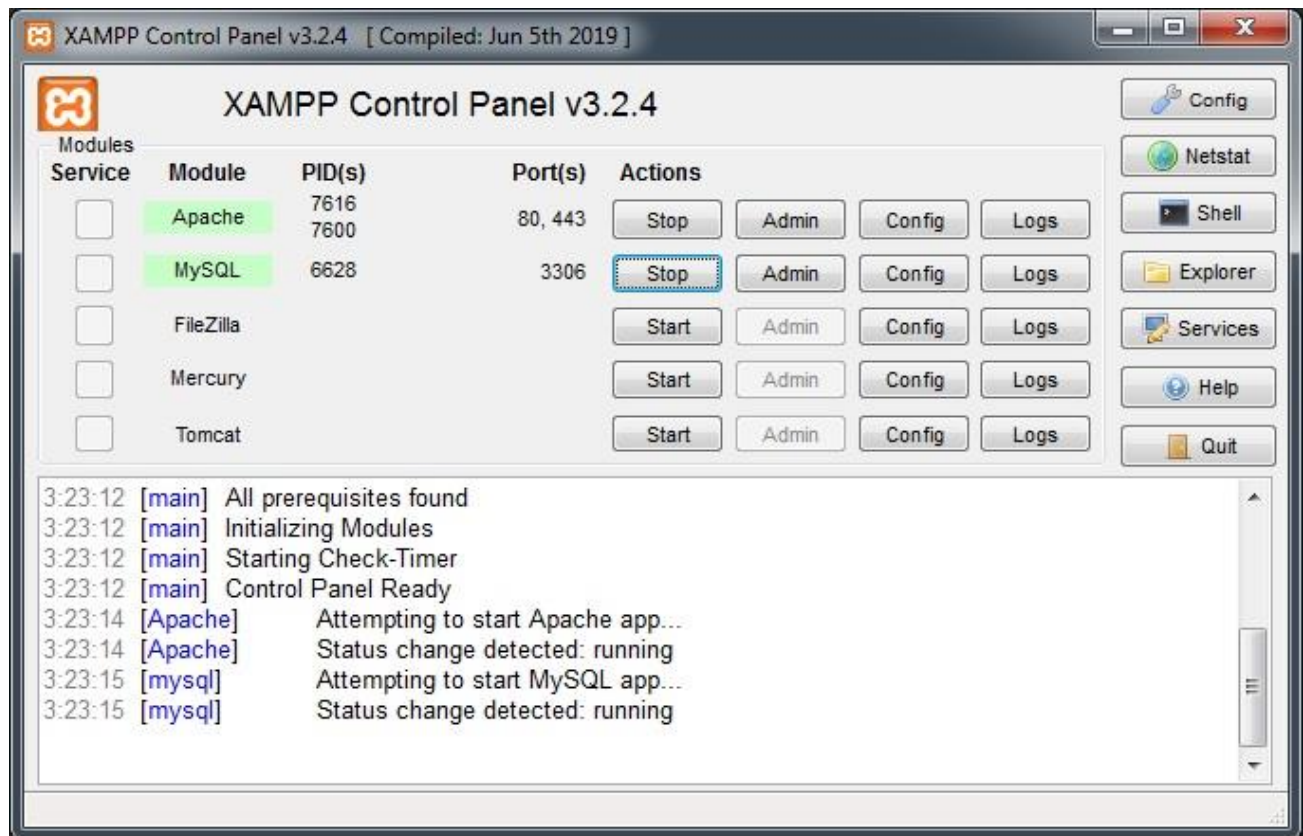 XAMPP Control Panel v3.2.4 [ Compiled: Jun 5th 2019 ]
XAMPP Control Panel v3.2.4
Config
Modules
Service Module PID(s) Port(s) Actions
Netstat
Apache 7616 7600 80, 443 Stop Admin Config Logs
Shell
MySQL 6628 3306 Stop Admin Config Logs
Explorer
FileZilla Start Admin Config Logs
Services
Mercury Start Admin Config Logs
Help
Tomcat Start Admin Config Logs
Quit
3:23:12 [main] All prerequisites found
3:23:12 [main] Initializing Modules
3:23:12 [main] Starting Check-Timer
3:23:12 [main] Control Panel Ready
3:23:14 [Apache] Attempting to start Apache app...
3:23:14 [Apache] Status change detected: running
3:23:15 [mysql] Attempting to start MySQL app...
3:23:15 [mysql] Status change detected: running